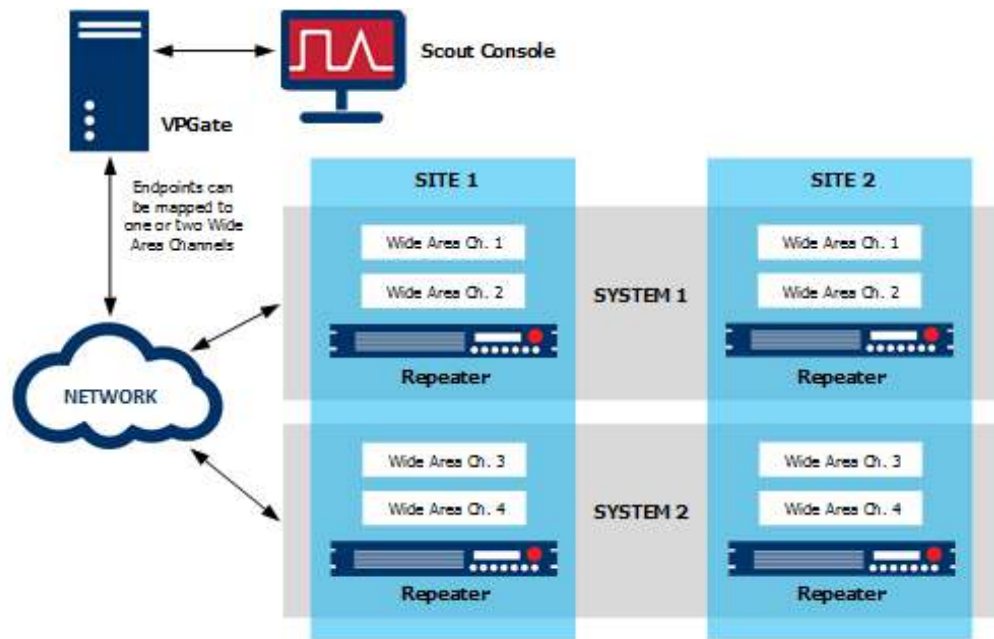 Scout Console
VPGate
Endpoints can
be mapped to
one or two Wide
Area Channels
NETWORK
SITE 1
SITE 2
Wide Area Ch. 1
Wide Area Ch. 1
Wide Area Ch. 2
SYSTEM 1
Wide Area Ch. 2
Repeater
Repeater
Wide Area Ch. 3
Wide Area Ch. 3
Wide Area Ch. 4
SYSTEM 2
Wide Area Ch. 4
Repeater
Repeater